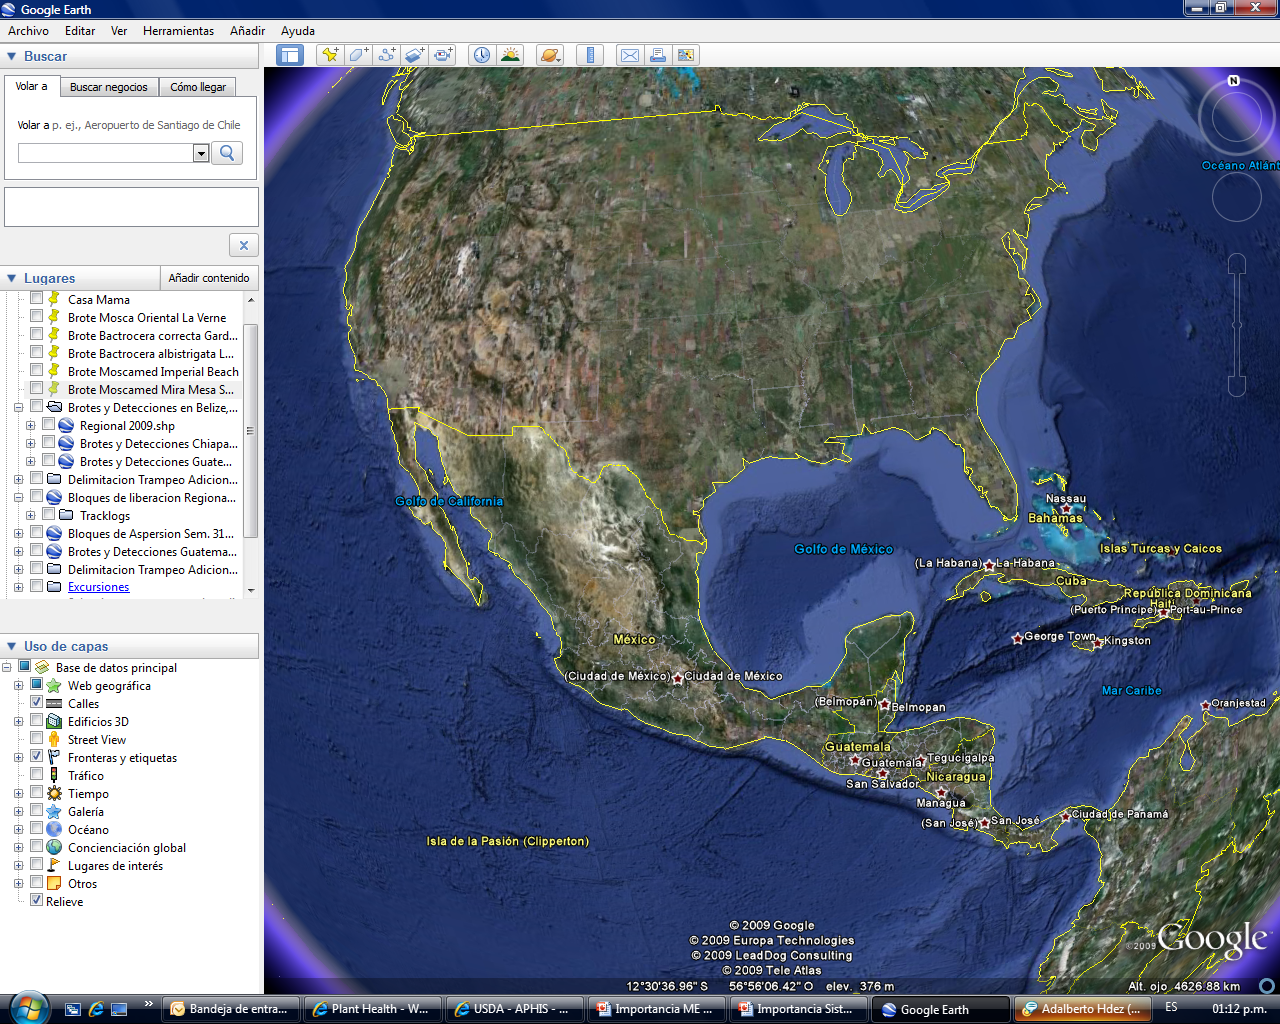 Google Earth
Archivo Editar Ver Herramientas Añadir Ayuda
Buscar
Volar a Buscar negocios Cómo llegar
Volar a p. ej., Aeropuerto de Santiago de Chile
Lugares Añadir contenido
Casa Mama
Brote Mosca Oriental La Verne
Brote Bactrocera correcta Gard...
Brote Bactrocera albistrigata L...
Brote Moscamed Imperial Beach
Brote Moscamed Mira Mesa S...
Brotes y Detecciones en Belize,...
Regional 2009.shp
Brotes y Detecciones Chiapa...
Brotes y Detecciones Guate...
Delimitacion Trampeo Adicion...
Bloques de liberacion Regiona...
Tracklogs
Bloques de Aspersion Sem. 31...
Brotes y Detecciones Guatema...
Delimitacion Trampeo Adicion...
Excursiones
Uso de capas
Base de datos principal
Web geográfica
Calles
Edificios 3D
Street View
Fronteras y etiquetas
Tráfico
Tiempo
Galería
Océano
Concienciación global
Lugares de interés
Otros
Relieve
N
Océano Atlánt
Golfo de California
Nassau
Bahamas
Golfo de México
Islas Turcas y Caicos
(La Habana) La Habana
Cuba
República Dominicana
Haití
(Puerto Príncipe) Port-au-Prince
George Town
Kingston
México
(Ciudad de México) Ciudad de México
Mar Caribe
(Belmopán) Belmopan
Oranjestad
Guatemala
Guatemala
Tegucigalpa
San Salvador
Nicaragua
Managua
(San José) San José
Ciudad de Panamá
Isla de la Pasión (Clipperton)
© 2009 Google
© 2009 Europa Technologies
© 2009 LeadDog Consulting
© 2009 Tele Atlas
©2009 Google
12°30'36.96" S 56°56'06.42" O elev. 376 m Alt. ojo 4626.88 km
Bandeja de entra... Plant Health - W... USDA - APHIS - ... Importancia ME ... Importancia Sist... Google Earth Adalberto Hdez (... ES 01:12 p.m.